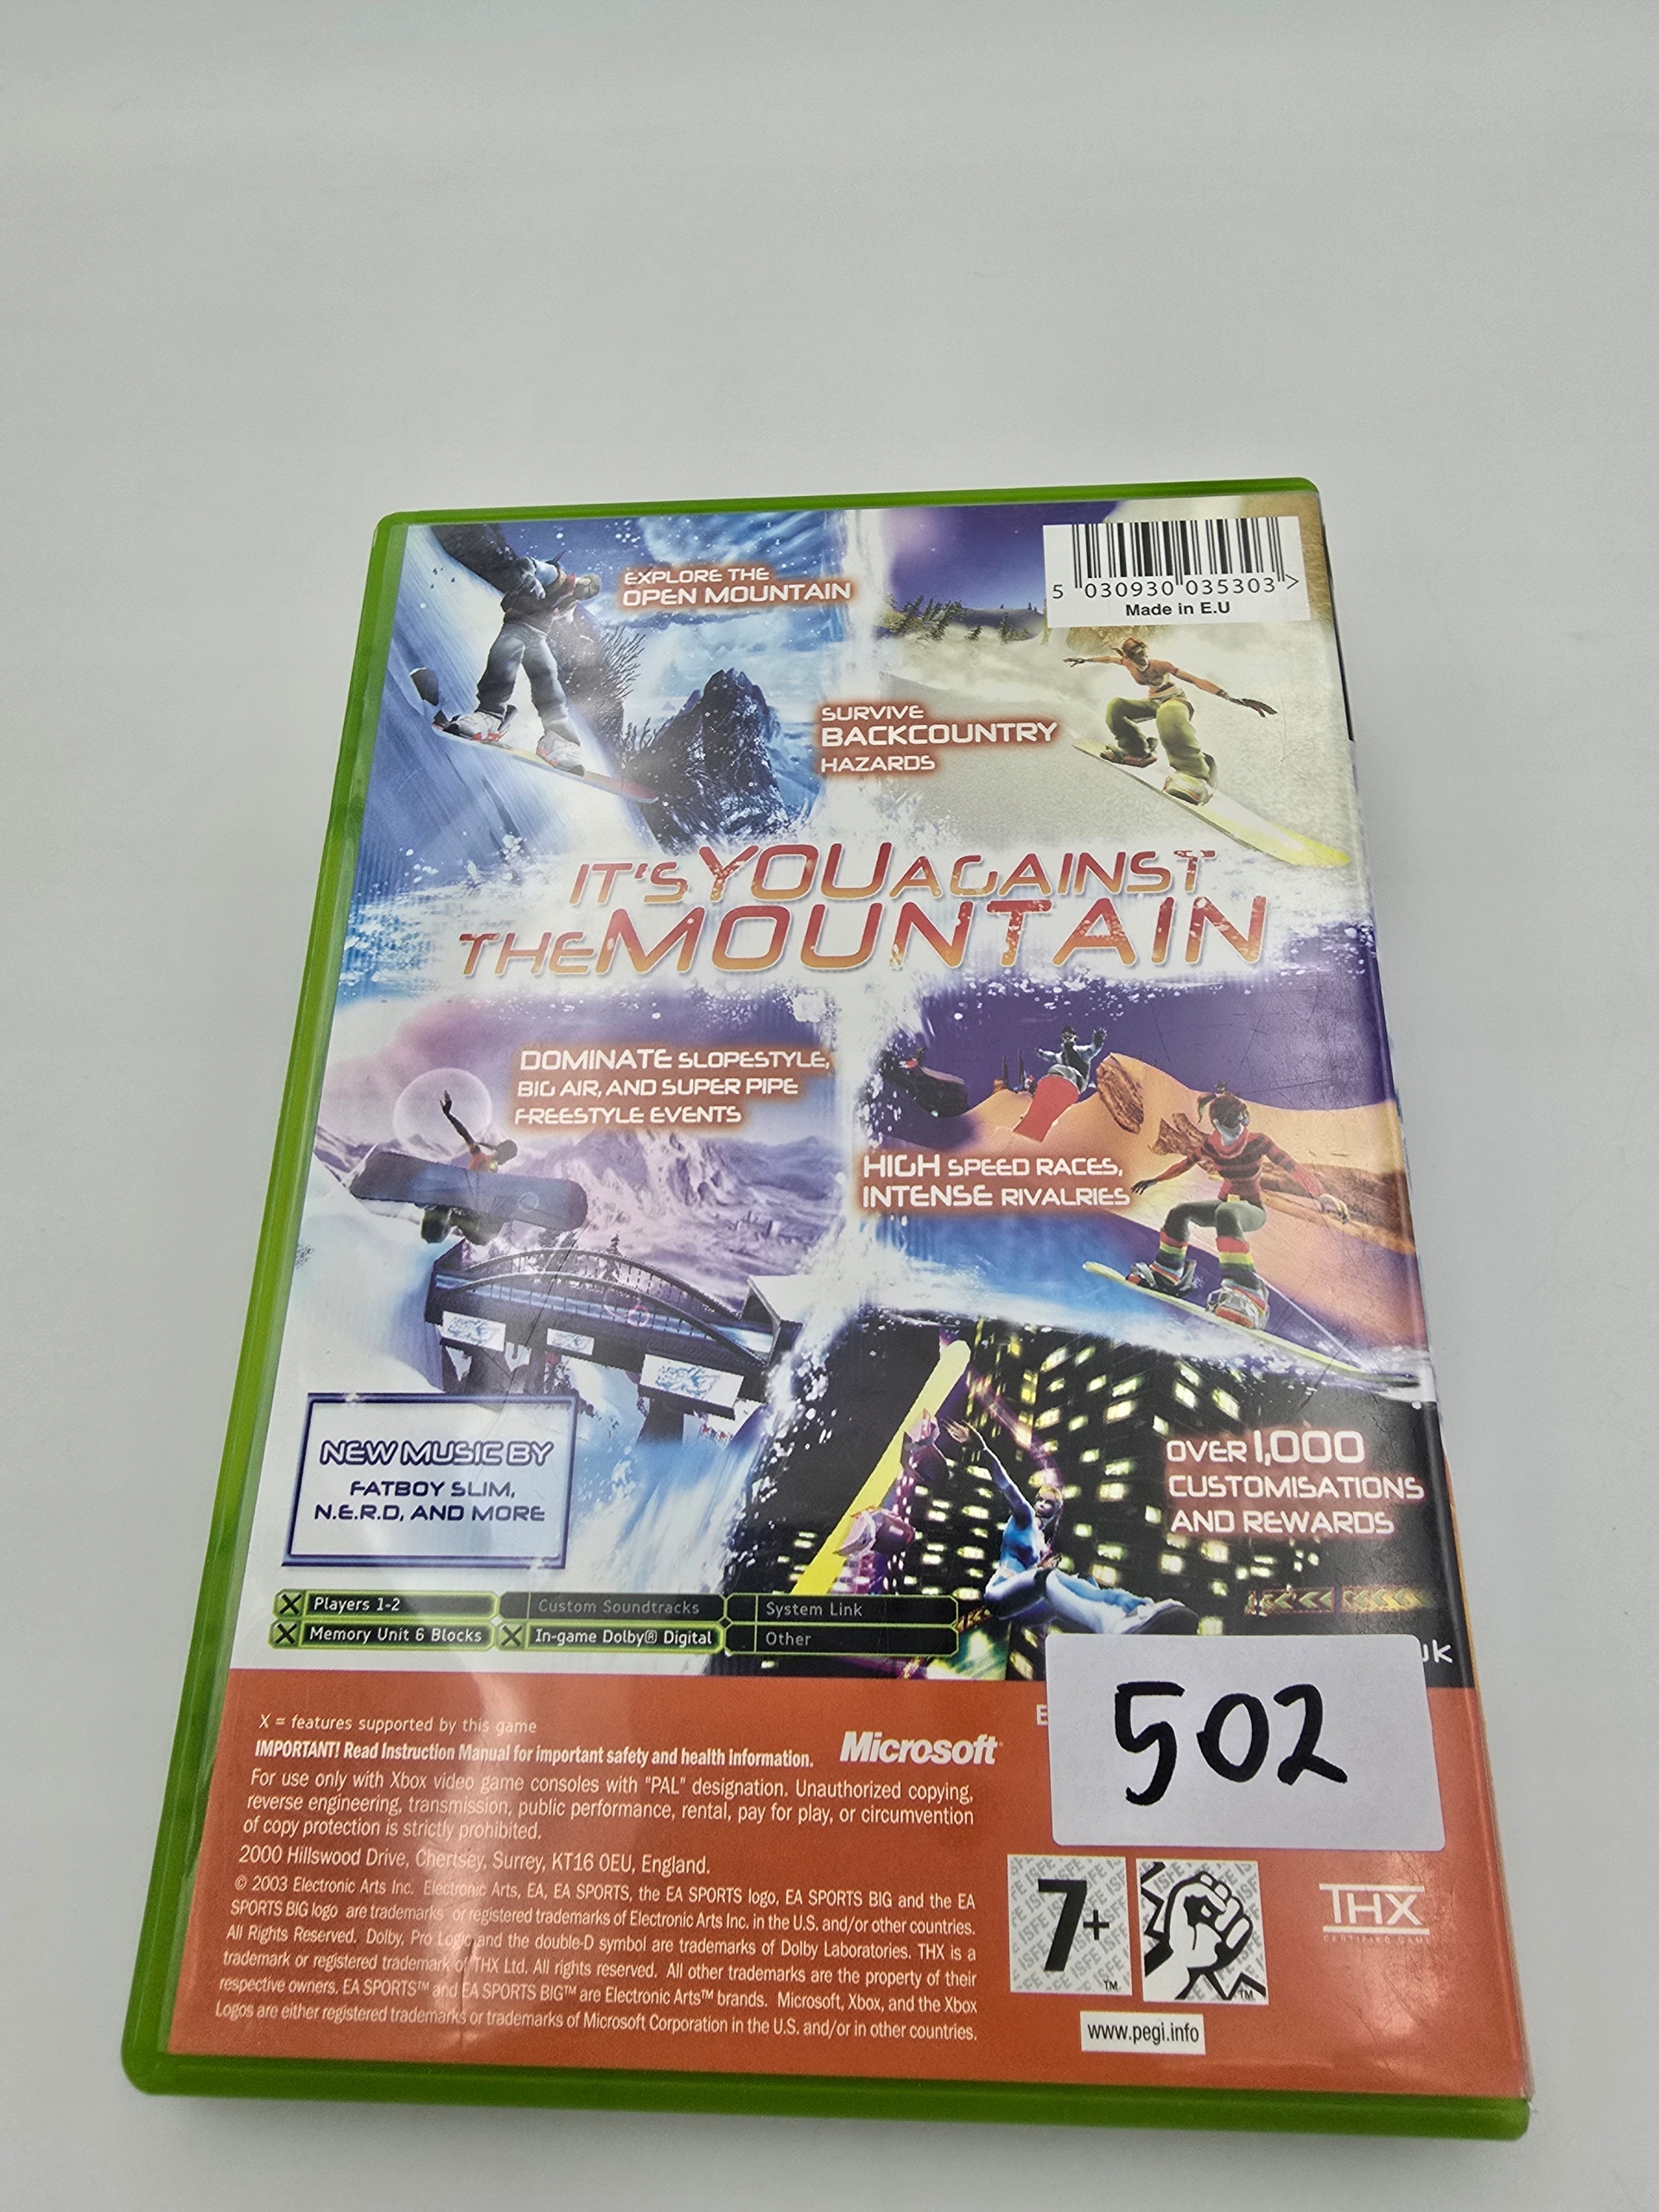 EXPLORE THE
OPEN MOUNTAIN
5 030930 035303 >
Made in E.U
SURVIVE
BACKCOUNTRY
HAZARDS
IT'S YOU AGAINST
THE MOUNTAIN
DOMINATE SLOPESTYLE,
BIG AIR, AND SUPER PIPE
FREESTYLE EVENTS
HIGH SPEED RACES,
INTENSE RIVALRIES
NEW MUSIC BY
FATBOY SLIM,
N.E.R.D, AND MORE
OVER 1,000
CUSTOMISATIONS
AND REWARDS
X Players 1-2 Custom Soundtracks System Link
X Memory Unit 6 Blocks X In-game Dolby® Digital Other
502
X = features supported by this game
IMPORTANT! Read Instruction Manual for important safety and health information.
Microsoft
For use only with Xbox video game consoles with "PAL" designation. Unauthorized copying,
reverse engineering, transmission, public performance, rental, pay for play, or circumvention
of copy protection is strictly prohibited.
2000 Hillswood Drive, Chertsey, Surrey, KT16 0EU, England.
© 2003 Electronic Arts Inc. Electronic Arts, EA, EA SPORTS, the EA SPORTS logo, EA SPORTS BIG and the EA
SPORTS BIG logo are trademarks or registered trademarks of Electronic Arts Inc. in the U.S. and/or other countries.
All Rights Reserved. Dolby, Pro Logic and the double-D symbol are trademarks of Dolby Laboratories. THX is a
trademark or registered trademark of THX Ltd. All rights reserved. All other trademarks are the property of their
respective owners. EA SPORTS™ and EA SPORTS BIG™ are Electronic Arts™ brands. Microsoft, Xbox, and the Xbox
Logos are either registered trademarks or trademarks of Microsoft Corporation in the U.S. and/or in other countries.
7+
TM
TM
THX
CERTIFIED GAME
www.pegi.info